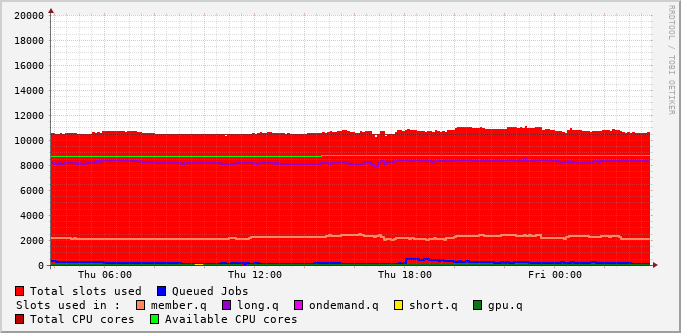 20000
18000
16000
14000
12000
10000
8000
6000
4000
2000
0
Thu 06:00 Thu 12:00 Thu 18:00 Fri 00:00
Total slots used Queued Jobs
Slots used in : member.q long.q ondemand.q short.q gpu.q
Total CPU cores Available CPU cores
RRDTOOL / TOBI OETIKER